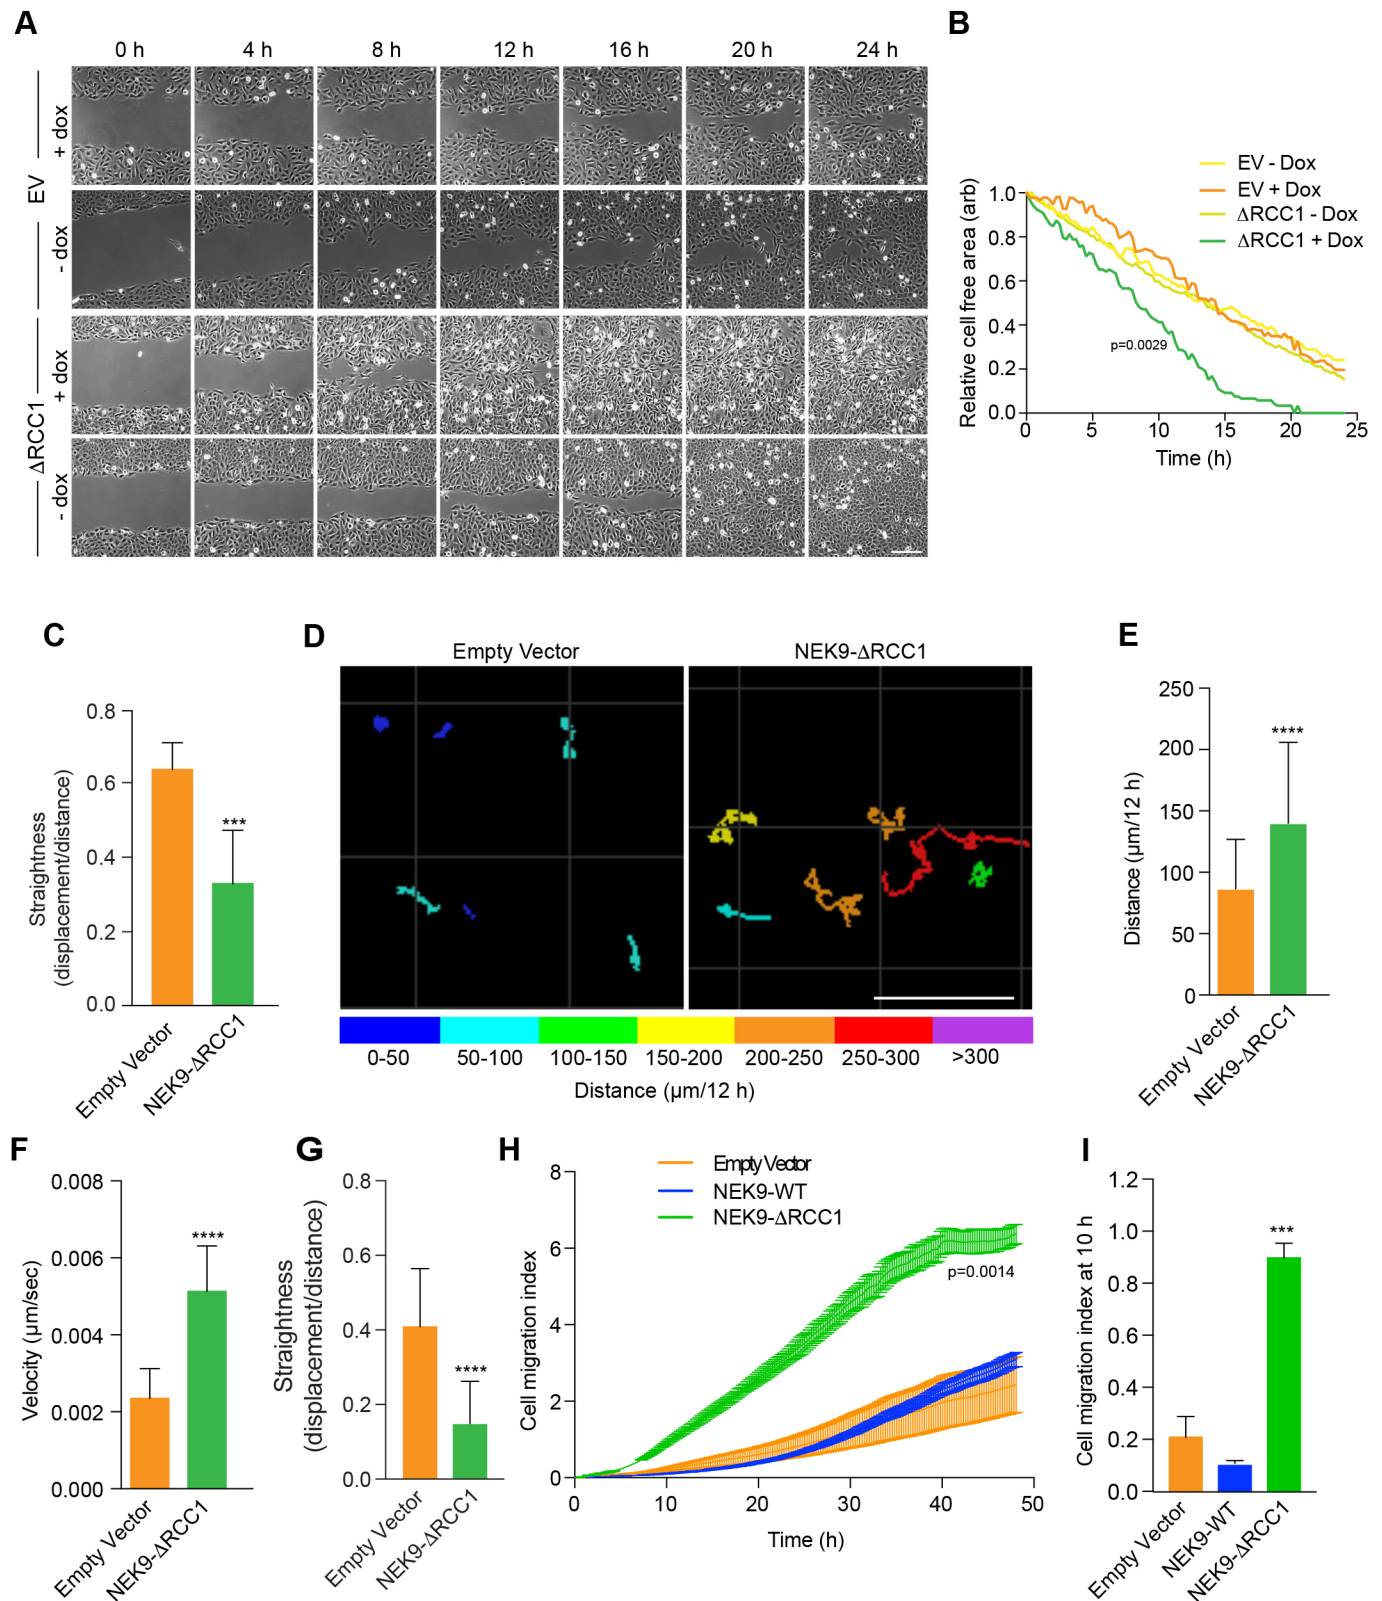 A
0 h 4 h 8 h 12 h 16 h 20 h 24 h
EV
+ dox
- dox
ΔRCC1
+ dox
- dox
B
EV - Dox
EV + Dox
ΔRCC1 - Dox
ΔRCC1 + Dox
Relative cell free area (arb)
1.0
0.8
0.6
0.4
0.2
0.0
p=0.0029
0 5 10 15 20 25
Time (h)
C
Straightness
(displacement/distance)
0.8
0.6
0.4
0.2
0.0
***
Empty Vector
NEK9-ΔRCC1
D
Empty Vector
NEK9-ΔRCC1
0-50 50-100 100-150 150-200 200-250 250-300 >300
Distance (µm/12 h)
E
Distance (µm/12 h)
250
200
150
100
50
0
****
Empty Vector
NEK9-ΔRCC1
F
Velocity (µm/sec)
0.008
0.006
0.004
0.002
0.000
****
Empty Vector
NEK9-ΔRCC1
G
Straightness
(displacement/distance)
0.8
0.6
0.4
0.2
0.0
****
Empty Vector
NEK9-ΔRCC1
H
Empty Vector
NEK9-WT
NEK9-ΔRCC1
Cell migration index
8
6
4
2
0
p=0.0014
0 10 20 30 40 50
Time (h)
I
Cell migration index at 10 h
1.2
1.0
0.8
0.6
0.4
0.2
0.0
***
Empty Vector
NEK9-WT
NEK9-ΔRCC1